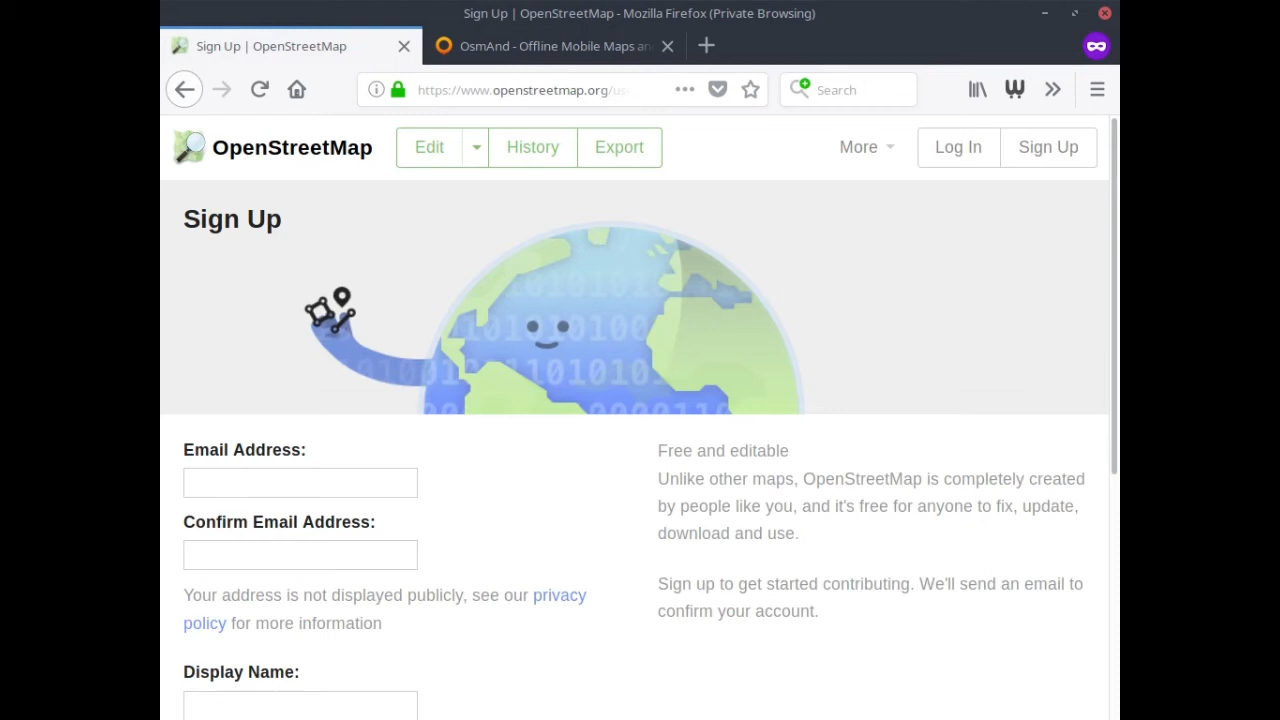 Sign Up | OpenStreetMap - Mozilla Firefox (Private Browsing)
Sign Up | OpenStreetMap
OsmAnd - Offline Mobile Maps an
https://www.openstreetmap.org/us
Search
OpenStreetMap
Edit
History
Export
More
Log In
Sign Up
Sign Up
Email Address:
Confirm Email Address:
Your address is not displayed publicly, see our privacy
policy for more information
Display Name:
Free and editable
Unlike other maps, OpenStreetMap is completely created
by people like you, and it's free for anyone to fix, update,
download and use.
Sign up to get started contributing. We'll send an email to
confirm your account.